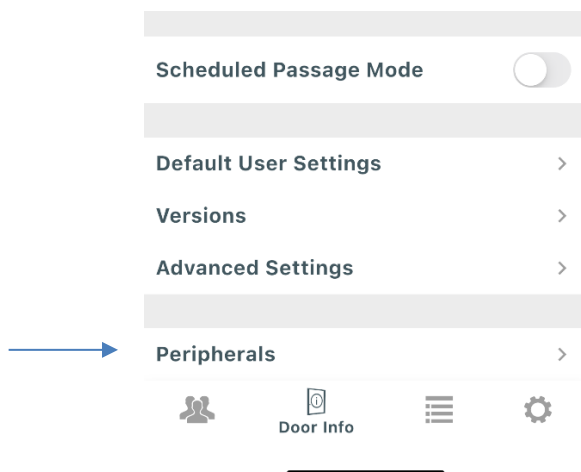 Scheduled Passage Mode
Default User Settings
Versions
Advanced Settings
Peripherals
Door Info